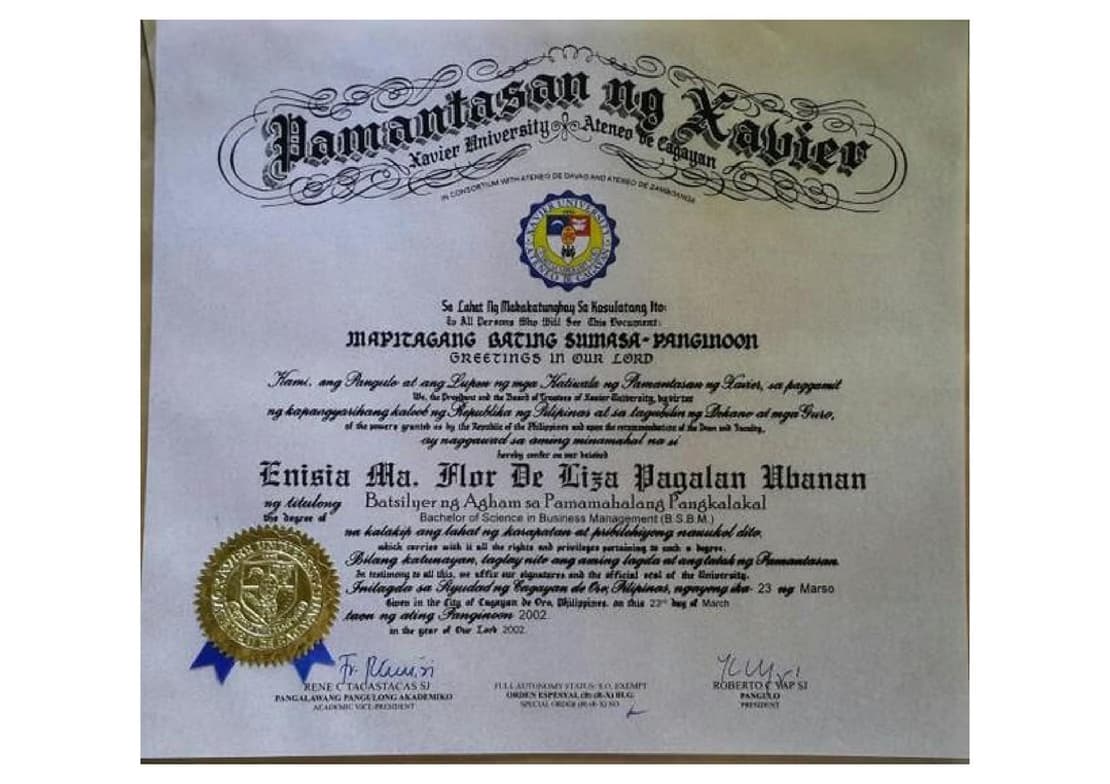 Pamantasan ng Xavier
Xavier University Ateneo de Cagayan
IN CONSORTIUM WITH ATENEO DE DAVAO AND ATENEO DE ZAMBOANGA
XAVIER UNIVERSITY
ATENEO DE CAGAYAN
Sa Lahat Ng Makakatunghay Sa Kasulatang Ito:
To All Persons Who Will See This Document:
MAPITAGANG BATING SUMASA-PANGINOON
GREETINGS IN OUR LORD
Kami, ang Pangulo at ang Lupon ng mga Katiwala ng Pamantasan ng Xavier, sa paggamit
We, the President and the Board of Trustees of Xavier University, by virtue
ng kapangyarihang kaloob ng Republika ng Pilipinas at sa tagubilin ng Dekano at mga Guro,
of the powers granted us by the Republic of the Philippines and upon the recommendation of the Dean and Faculty,
ay naggawad sa aming minamahal na si
hereby confer on our beloved
Enisia Ma. Flor De Liza Pagalan Ubanan
ng titulong Batsilyer ng Agham sa Pamamahalang Pangkalakal
the degree of Bachelor of Science in Business Management (B.S.B.M.)
na kalakip ang lahat ng karapatan at pribilehiyong nauukol dito.
which carries with it all the rights and privileges pertaining to such a degree.
Bilang katunayan, taglay nito ang aming lagda at ang tatak ng Pamantasan.
In testimony to all this, we affix our signatures and the official seal of the University.
Inilagda sa Siyudad ng Cagayan de Oro, Pilipinas, ngayong ika- 23 ng Marso
Given in the City of Cagayan de Oro, Philippines, on this 23rd day of March
taon ng ating Panginoon 2002.
in the year of Our Lord 2002.
RENE C TACASTACAS SJ
PANGALAWANG PANGULONG AKADEMIKO
ACADEMIC VICE-PRESIDENT
FULL AUTONOMY STATUS: S.O. EXEMPT
ORDEN ESPESYAL (B) (R-X) BLG.
SPECIAL ORDER (B) (R-X) NO
ROBERTO C YAP SJ
PANGULO
PRESIDENT